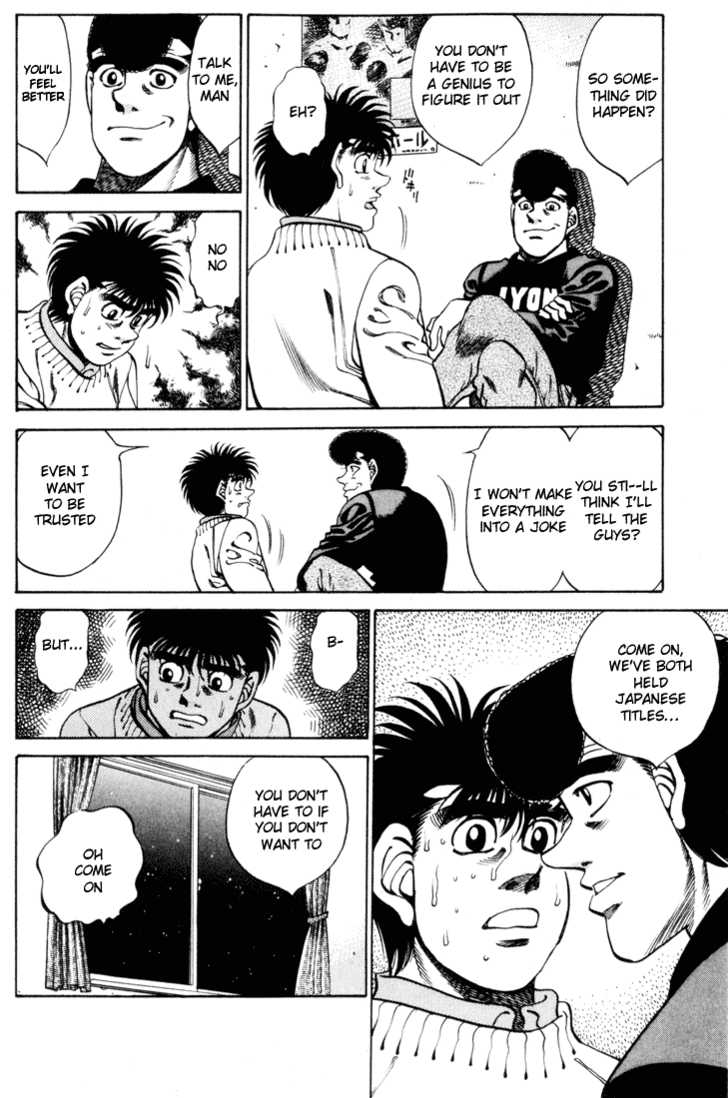 SO SOME-
THING DID
HAPPEN?
YOU DON'T
HAVE TO BE
A GENIUS TO
FIGURE IT OUT
EH?
ホール
LYON
TALK
TO ME,
MAN
YOU'LL
FEEL
BETTER
NO
NO
YOU STI--LL
THINK I'LL
TELL THE
GUYS?
I WON'T MAKE
EVERYTHING
INTO A JOKE
EVEN I
WANT
TO BE
TRUSTED
COME ON,
WE'VE BOTH
HELD
JAPANESE
TITLES...
B-
BUT...
YOU DON'T
HAVE TO IF
YOU DON'T
WANT TO
OH
COME
ON